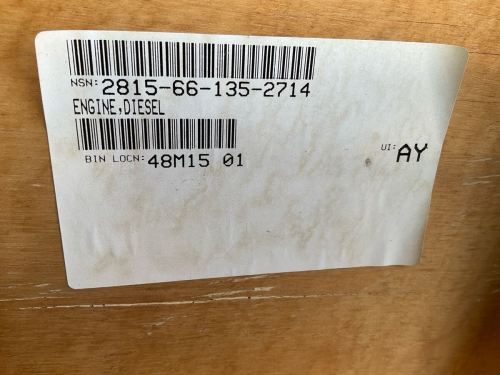 NSN: 2815-66-135-2714
ENGINE,DIESEL
BIN LOCN: 48M15 01
UI: AY